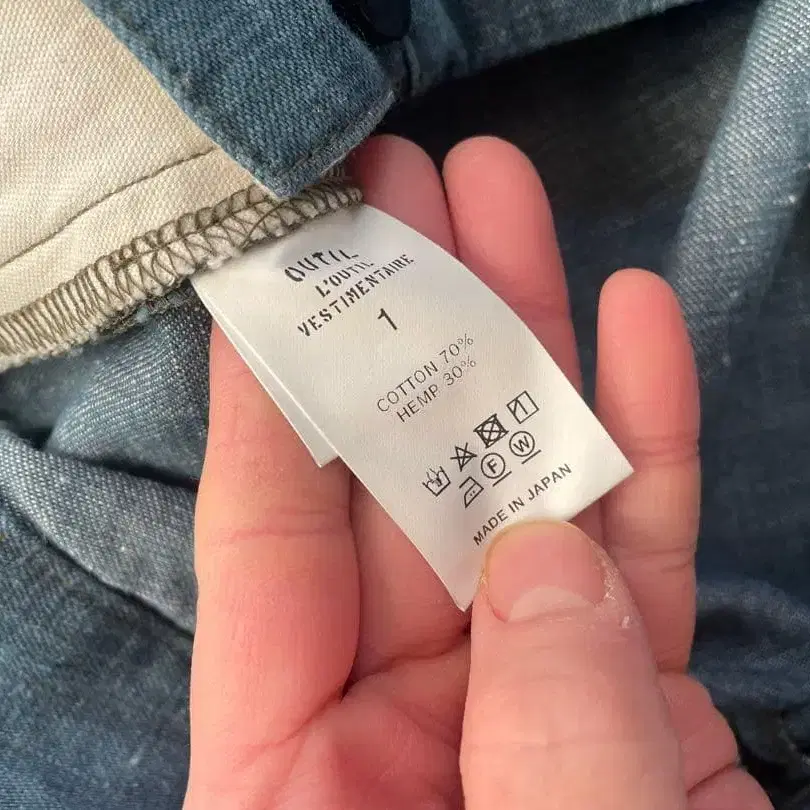 OUTIL
L'OUTIL
VESTIMENTAIRE
1
COTTON 70%
HEMP 30%
F W
MADE IN JAPAN